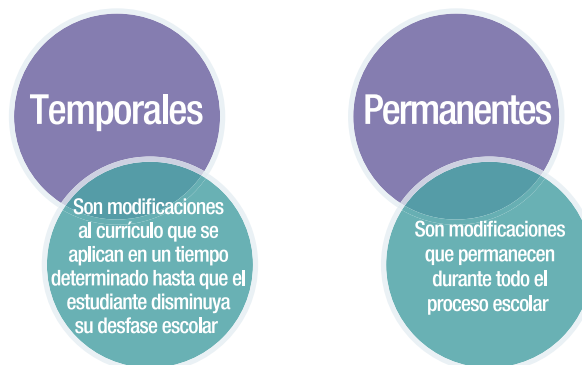 Temporales
Son modificaciones
al currículo que se
aplican en un tiempo
determinado hasta que el
estudiante disminuya
su desfase escolar
Permanentes
Son modificaciones
que permanecen
durante todo el
proceso escolar